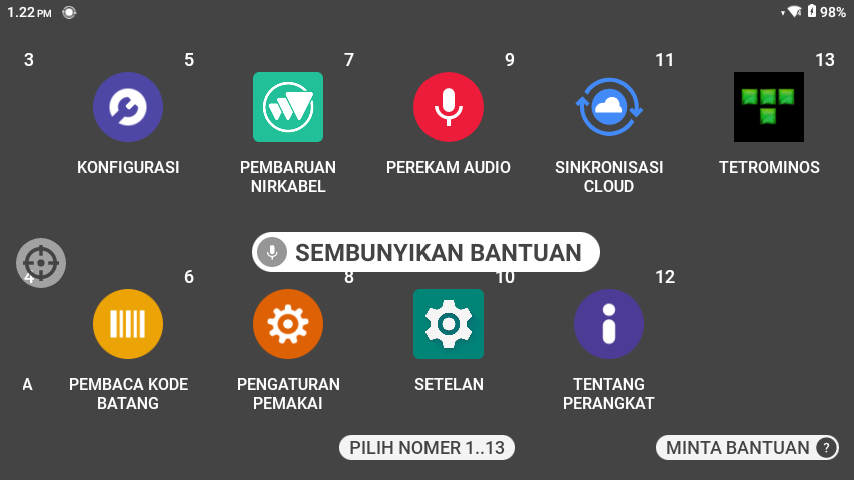 1.22 PM
98%
3
5
7
9
11
13
KONFIGURASI
PEMBARUAN
NIRKABEL
PEREKAM AUDIO
SINKRONISASI
CLOUD
TETROMINOS
SEMBUNYIKAN BANTUAN
4
6
8
10
12
A
PEMBACA KODE
BATANG
PENGATURAN
PEMAKAI
SETELAN
TENTANG
PERANGKAT
PILIH NOMER 1..13
MINTA BANTUAN ?